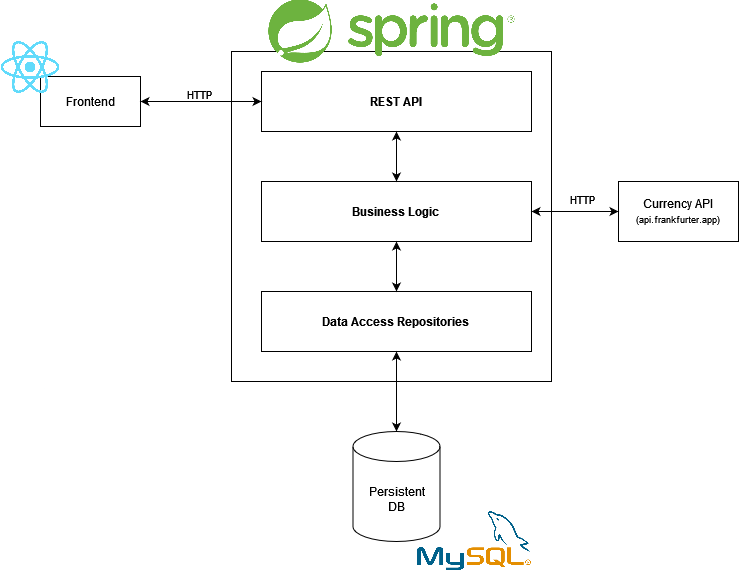 spring
Frontend
HTTP
REST API
Business Logic
HTTP
Currency API
(api.frankfurter.app)
Data Access Repositories
Persistent
DB
MySQL